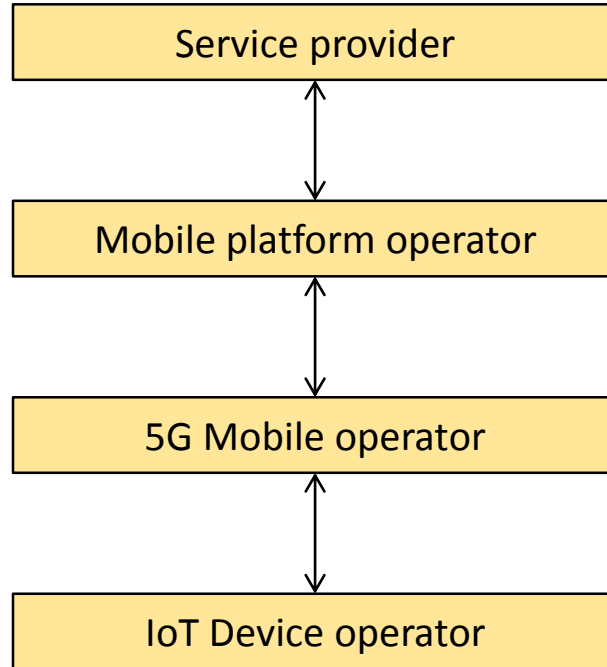 Service provider
Mobile platform operator
5G Mobile operator
IoT Device operator